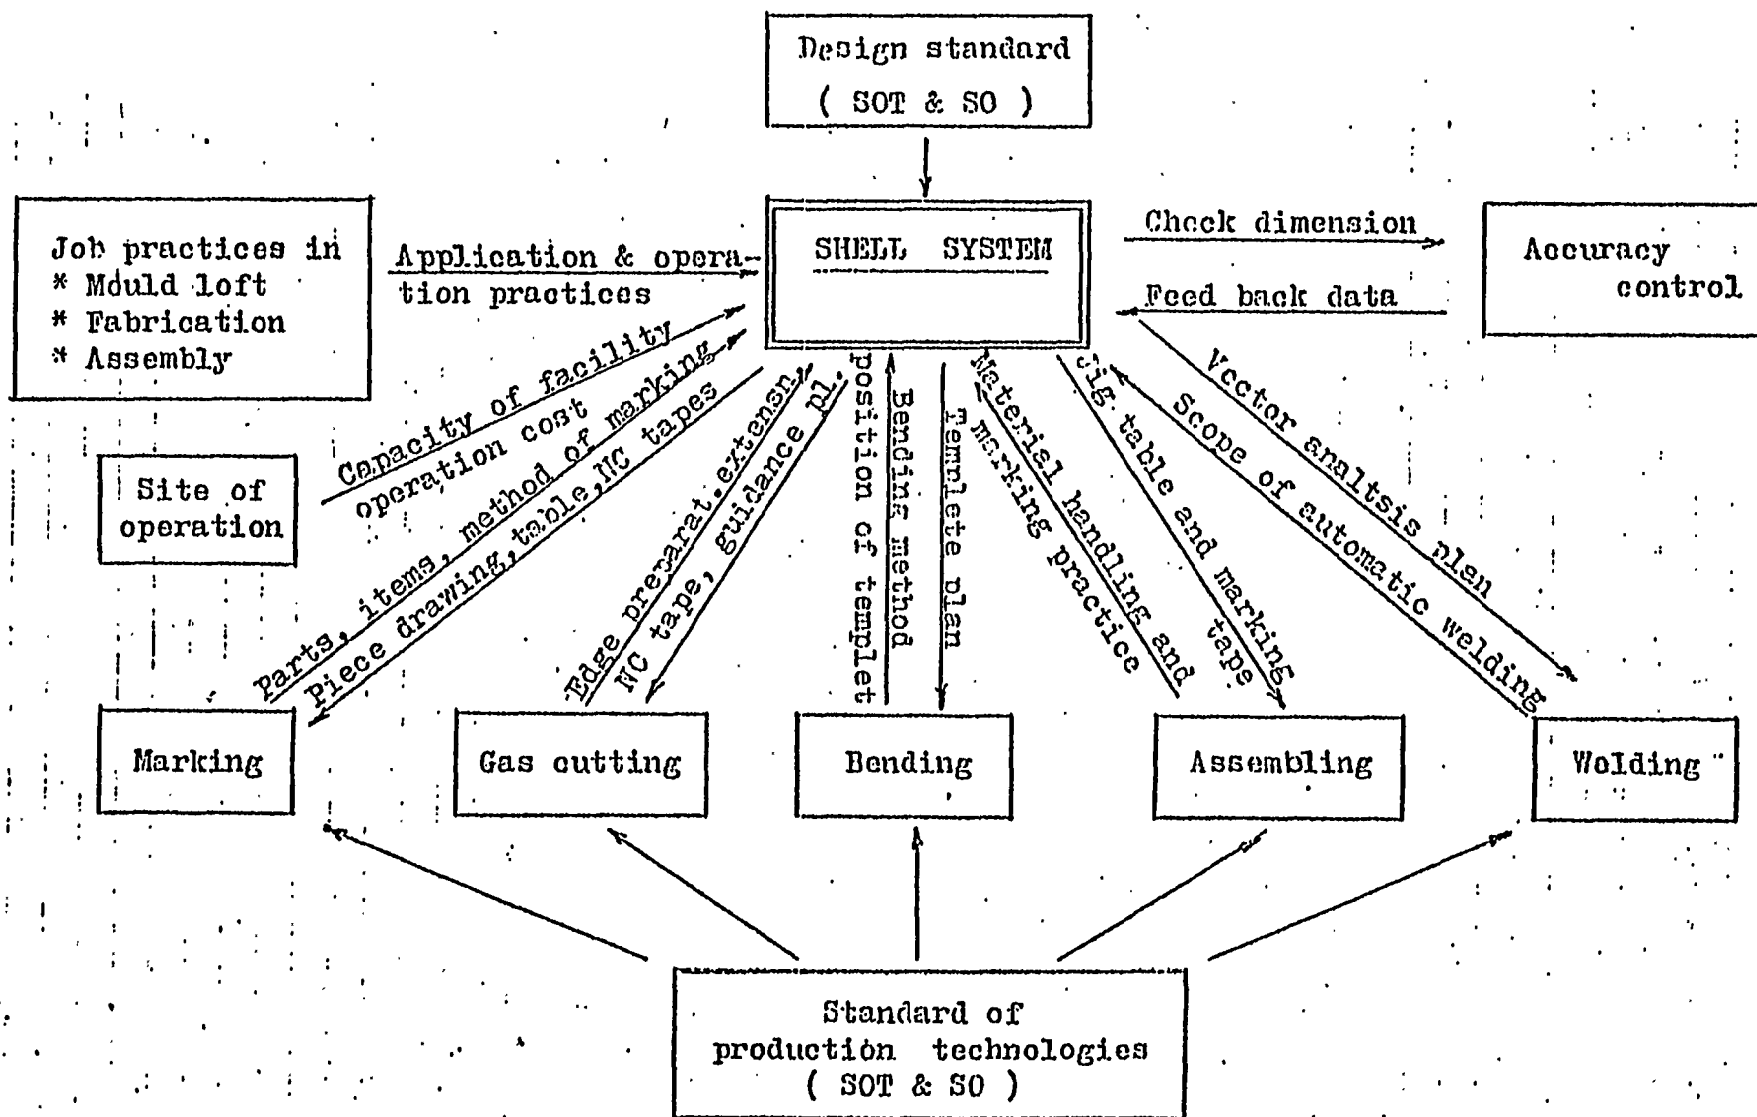 Design standard
( SOT & SO )
Job practices in
* Mould loft
* Fabrication
* Assembly
Application & opera-
tion practices
SHELL SYSTEM
Check dimension
Feed back data
Accuracy
control
Site of
operation
Capacity of facility
operation cost
Parts, items, method of marking
Piece drawing, table, NC tapes
Edge preparat. extensn,
NC tape, guidance pl.
position of templet
Bending method
Templete plan
Material handling and
marking practice
Jig table and marking
taps
Vector analtsis plan
Scope of automatic welding
Marking
Gas cutting
Bending
Assembling
Welding
Standard of
production technologies
( SOT & SO )